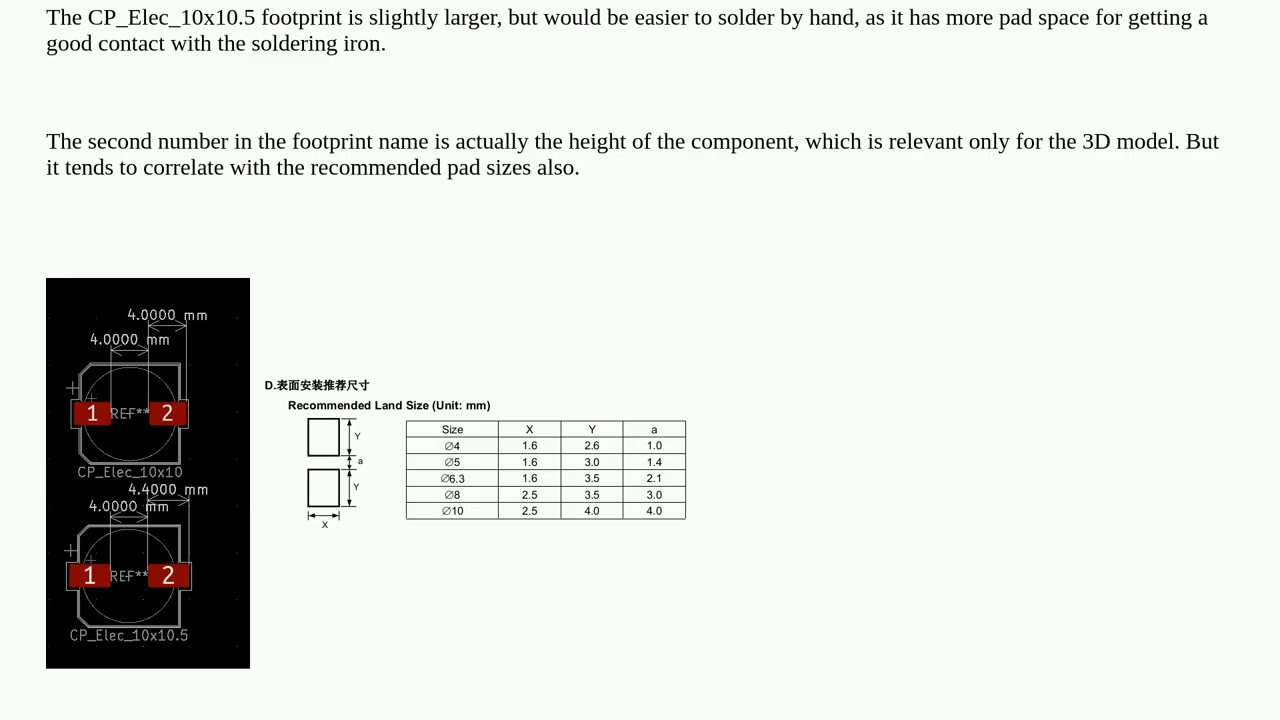 The CP_Elec_10x10.5 footprint is slightly larger, but would be easier to solder by hand, as it has more pad space for getting a
good contact with the soldering iron.
The second number in the footprint name is actually the height of the component, which is relevant only for the 3D model. But
it tends to correlate with the recommended pad sizes also.
4.0000 mm
4.0000 mm
1 REF** 2
CP_Elec_10x10
4.4000 mm
4.0000 mm
1 REF** 2
CP_Elec_10x10.5
D.表面安装推荐尺寸
Recommended Land Size (Unit: mm)
Y
a
Y
X
Size X Y a
∅4 1.6 2.6 1.0
∅5 1.6 3.0 1.4
∅6.3 1.6 3.5 2.1
∅8 2.5 3.5 3.0
∅10 2.5 4.0 4.0